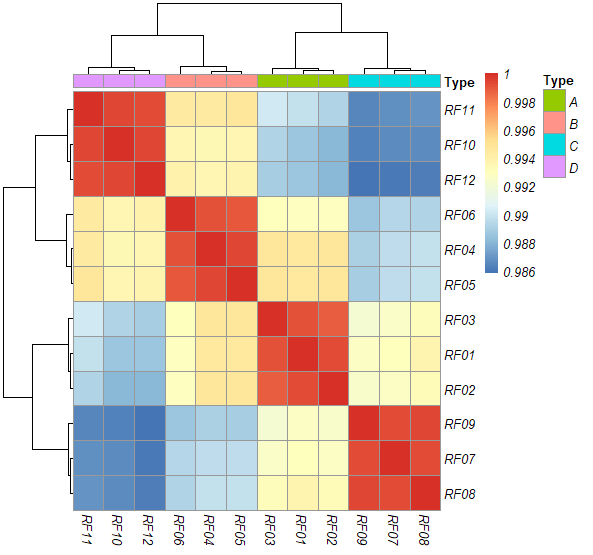 Type
RF11
RF10
RF12
RF06
RF04
RF05
RF03
RF01
RF02
RF09
RF07
RF08
RF11
RF10
RF12
RF06
RF04
RF05
RF03
RF01
RF02
RF09
RF07
RF08
1
0.998
0.996
0.994
0.992
0.99
0.988
0.986
Type
A
B
C
D